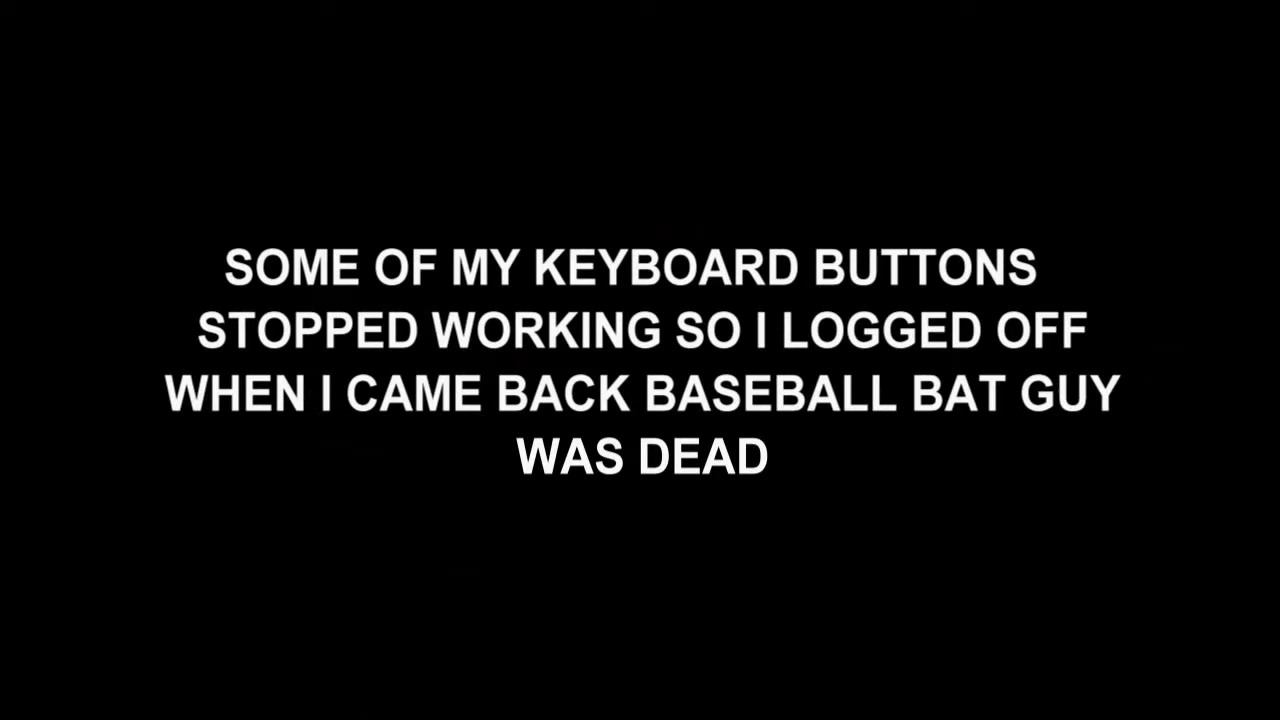 SOME OF MY KEYBOARD BUTTONS
STOPPED WORKING SO I LOGGED OFF
WHEN I CAME BACK BASEBALL BAT GUY
WAS DEAD